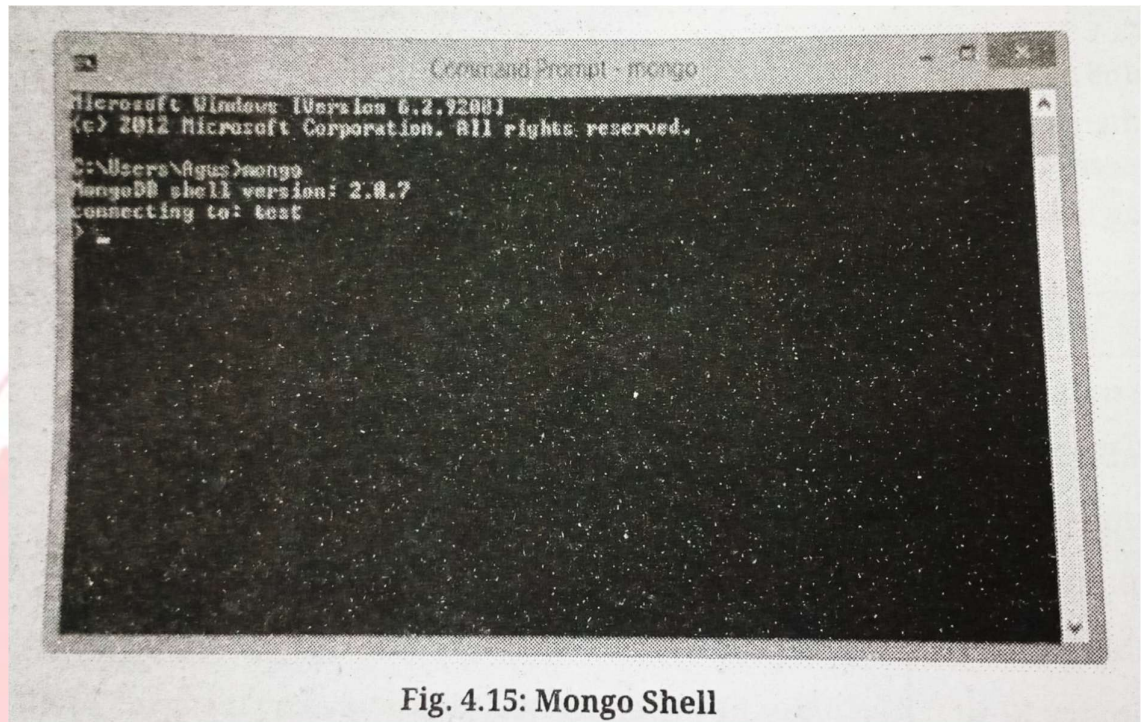 Command Prompt - mongo
Microsoft Windows [Version 6.2.9200]
(c) 2012 Microsoft Corporation. All rights reserved.
C:\Users\Agus>mongo
MongoDB shell version: 2.0.7
connecting to: test
> _
Fig. 4.15: Mongo Shell